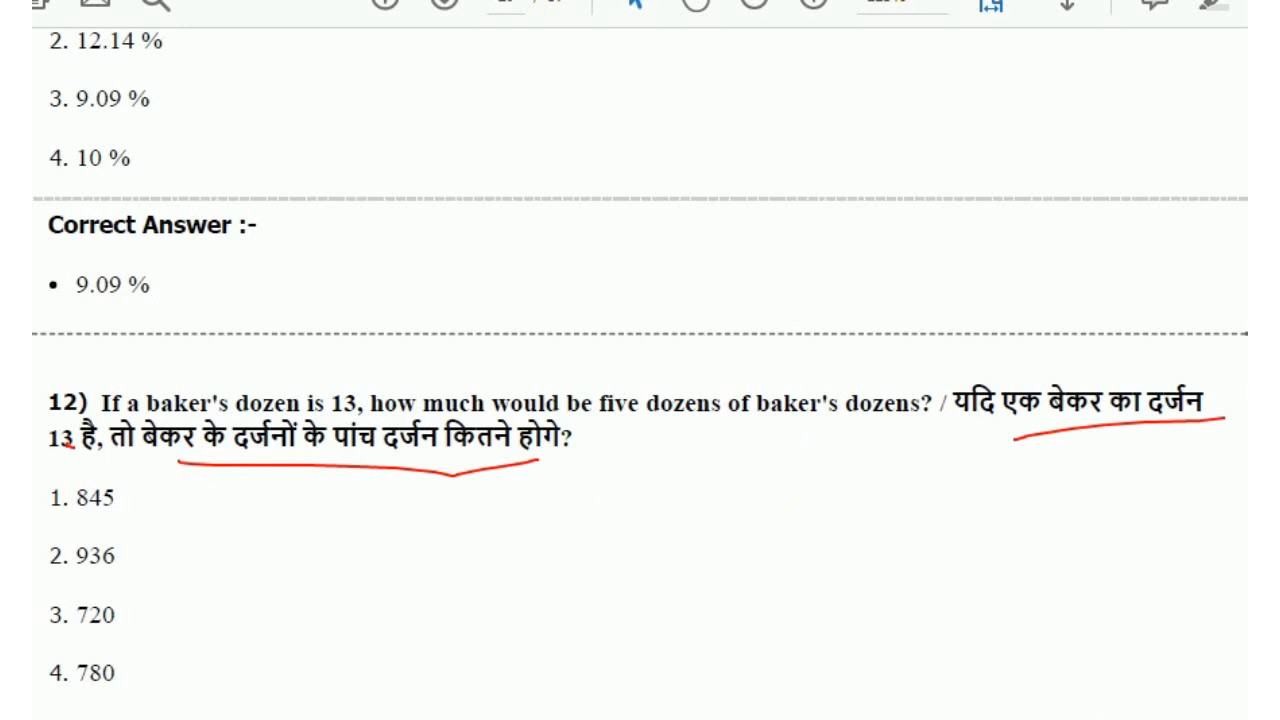 2. 12.14 %
3. 9.09 %
4. 10 %
Correct Answer :-
• 9.09 %
12) If a baker's dozen is 13, how much would be five dozens of baker's dozens? / यदि एक बेकर का दर्जन
13 है, तो बेकर के दर्जनों के पांच दर्जन कितने होगे?
1. 845
2. 936
3. 720
4. 780